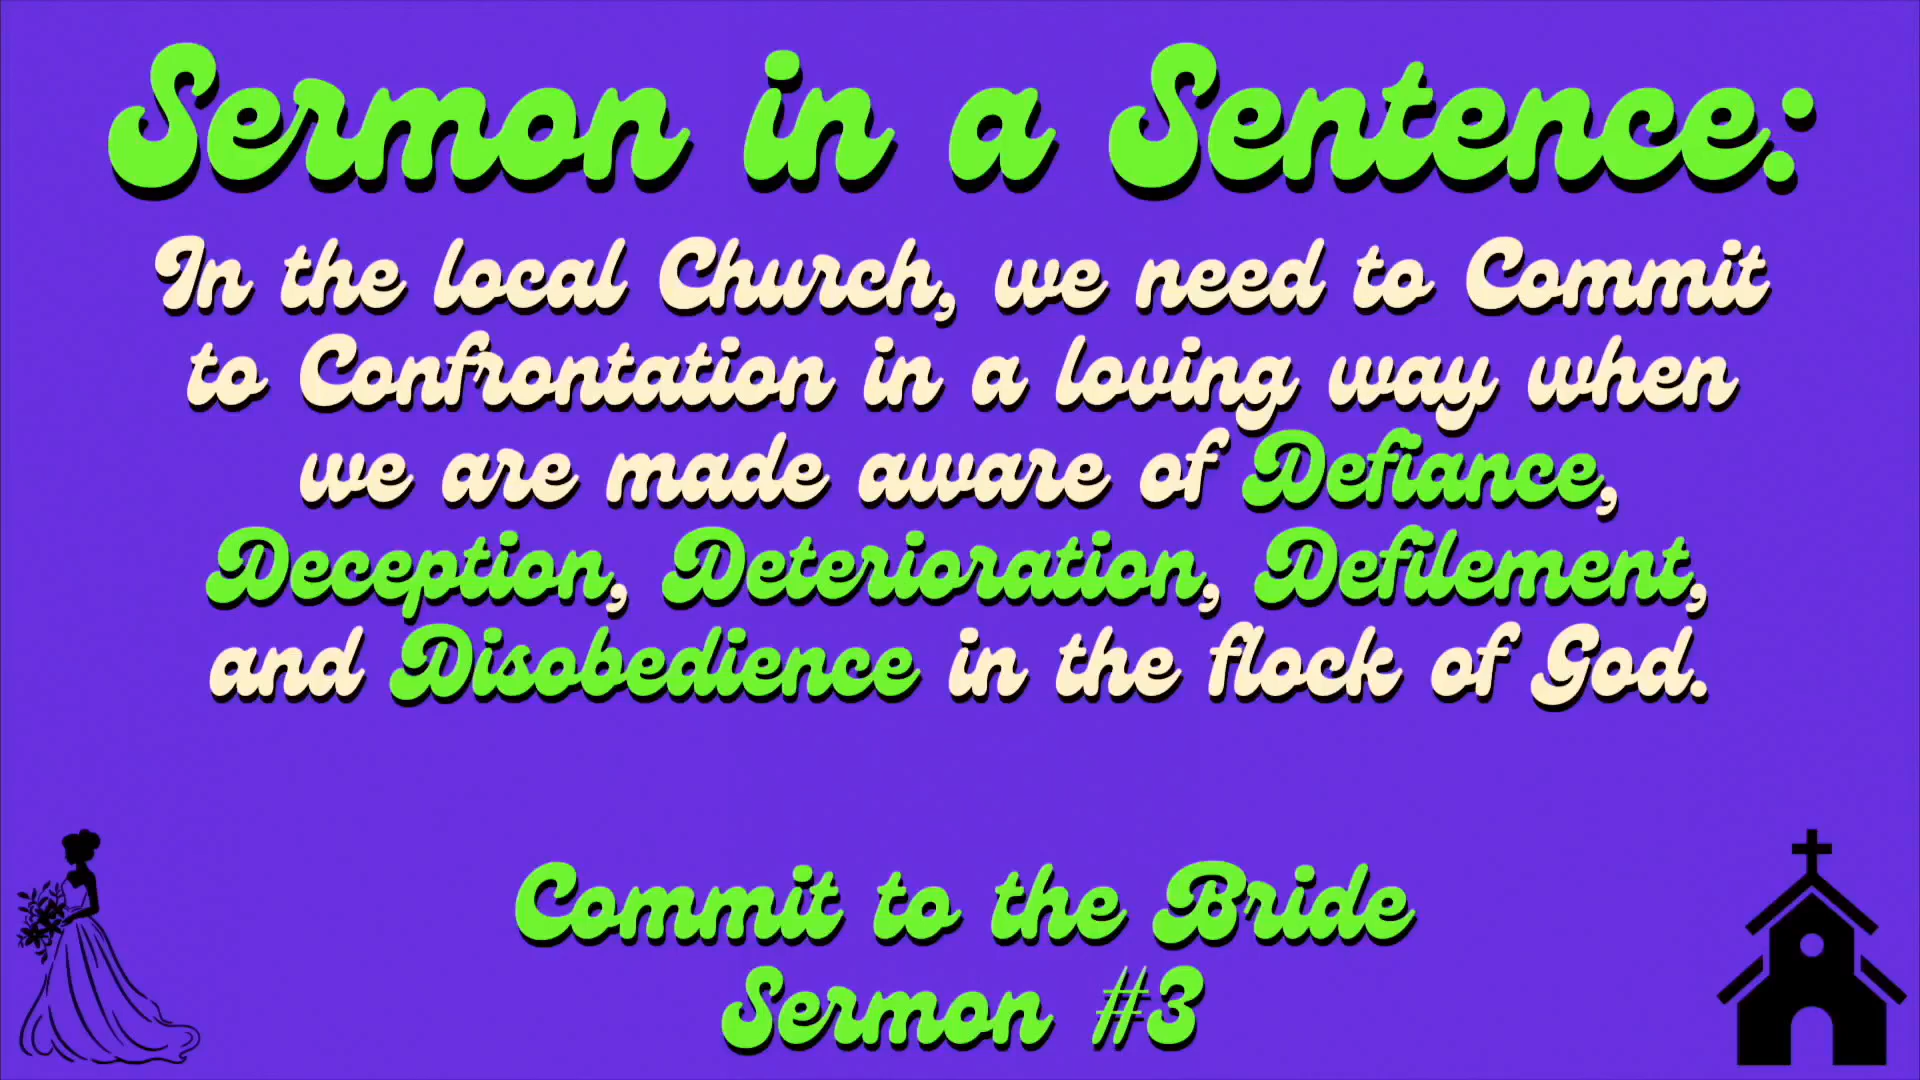 Sermon in a Sentence:
In the local Church, we need to Commit
to Confrontation in a loving way when
we are made aware of Defiance,
Deception, Deterioration, Defilement,
and Disobedience in the flock of God.
Commit to the Bride
Sermon #3